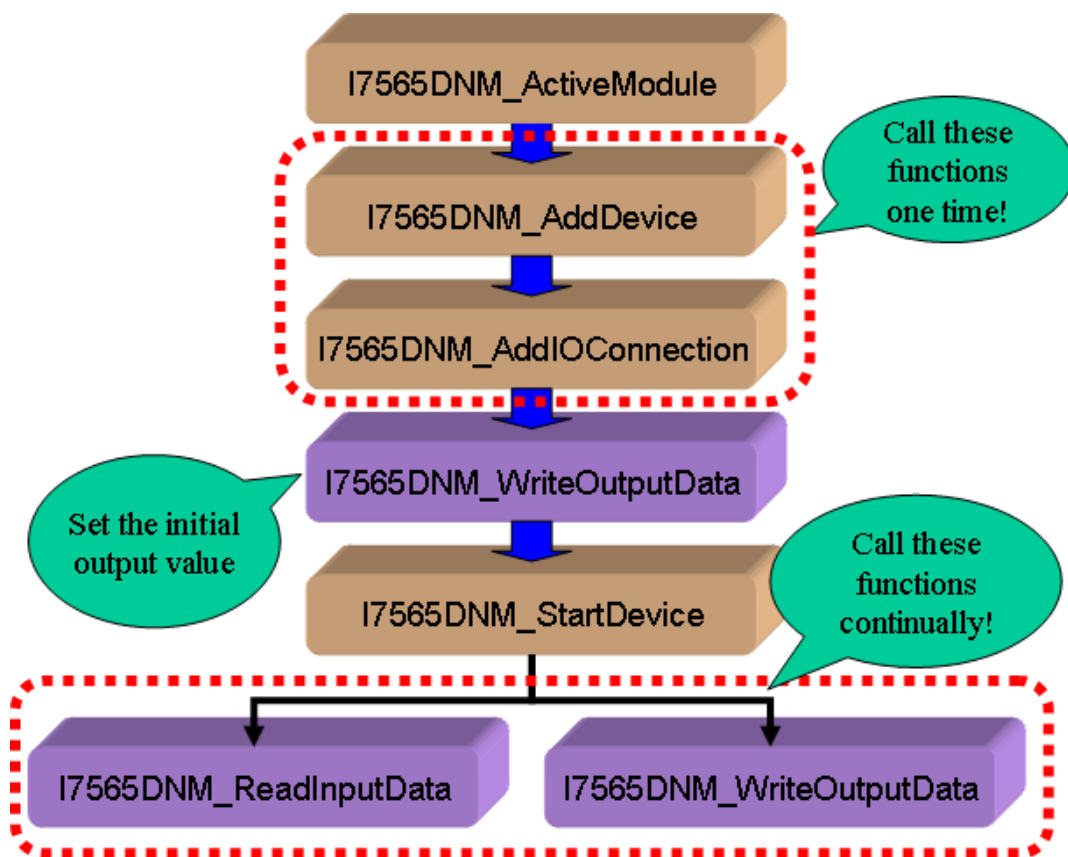 I7565DNM_ActiveModule
Call these
functions
one time!
I7565DNM_AddDevice
I7565DNM_AddIOConnection
I7565DNM_WriteOutputData
Set the initial
output value
Call these
functions
continually!
I7565DNM_StartDevice
I7565DNM_ReadInputData
I7565DNM_WriteOutputData